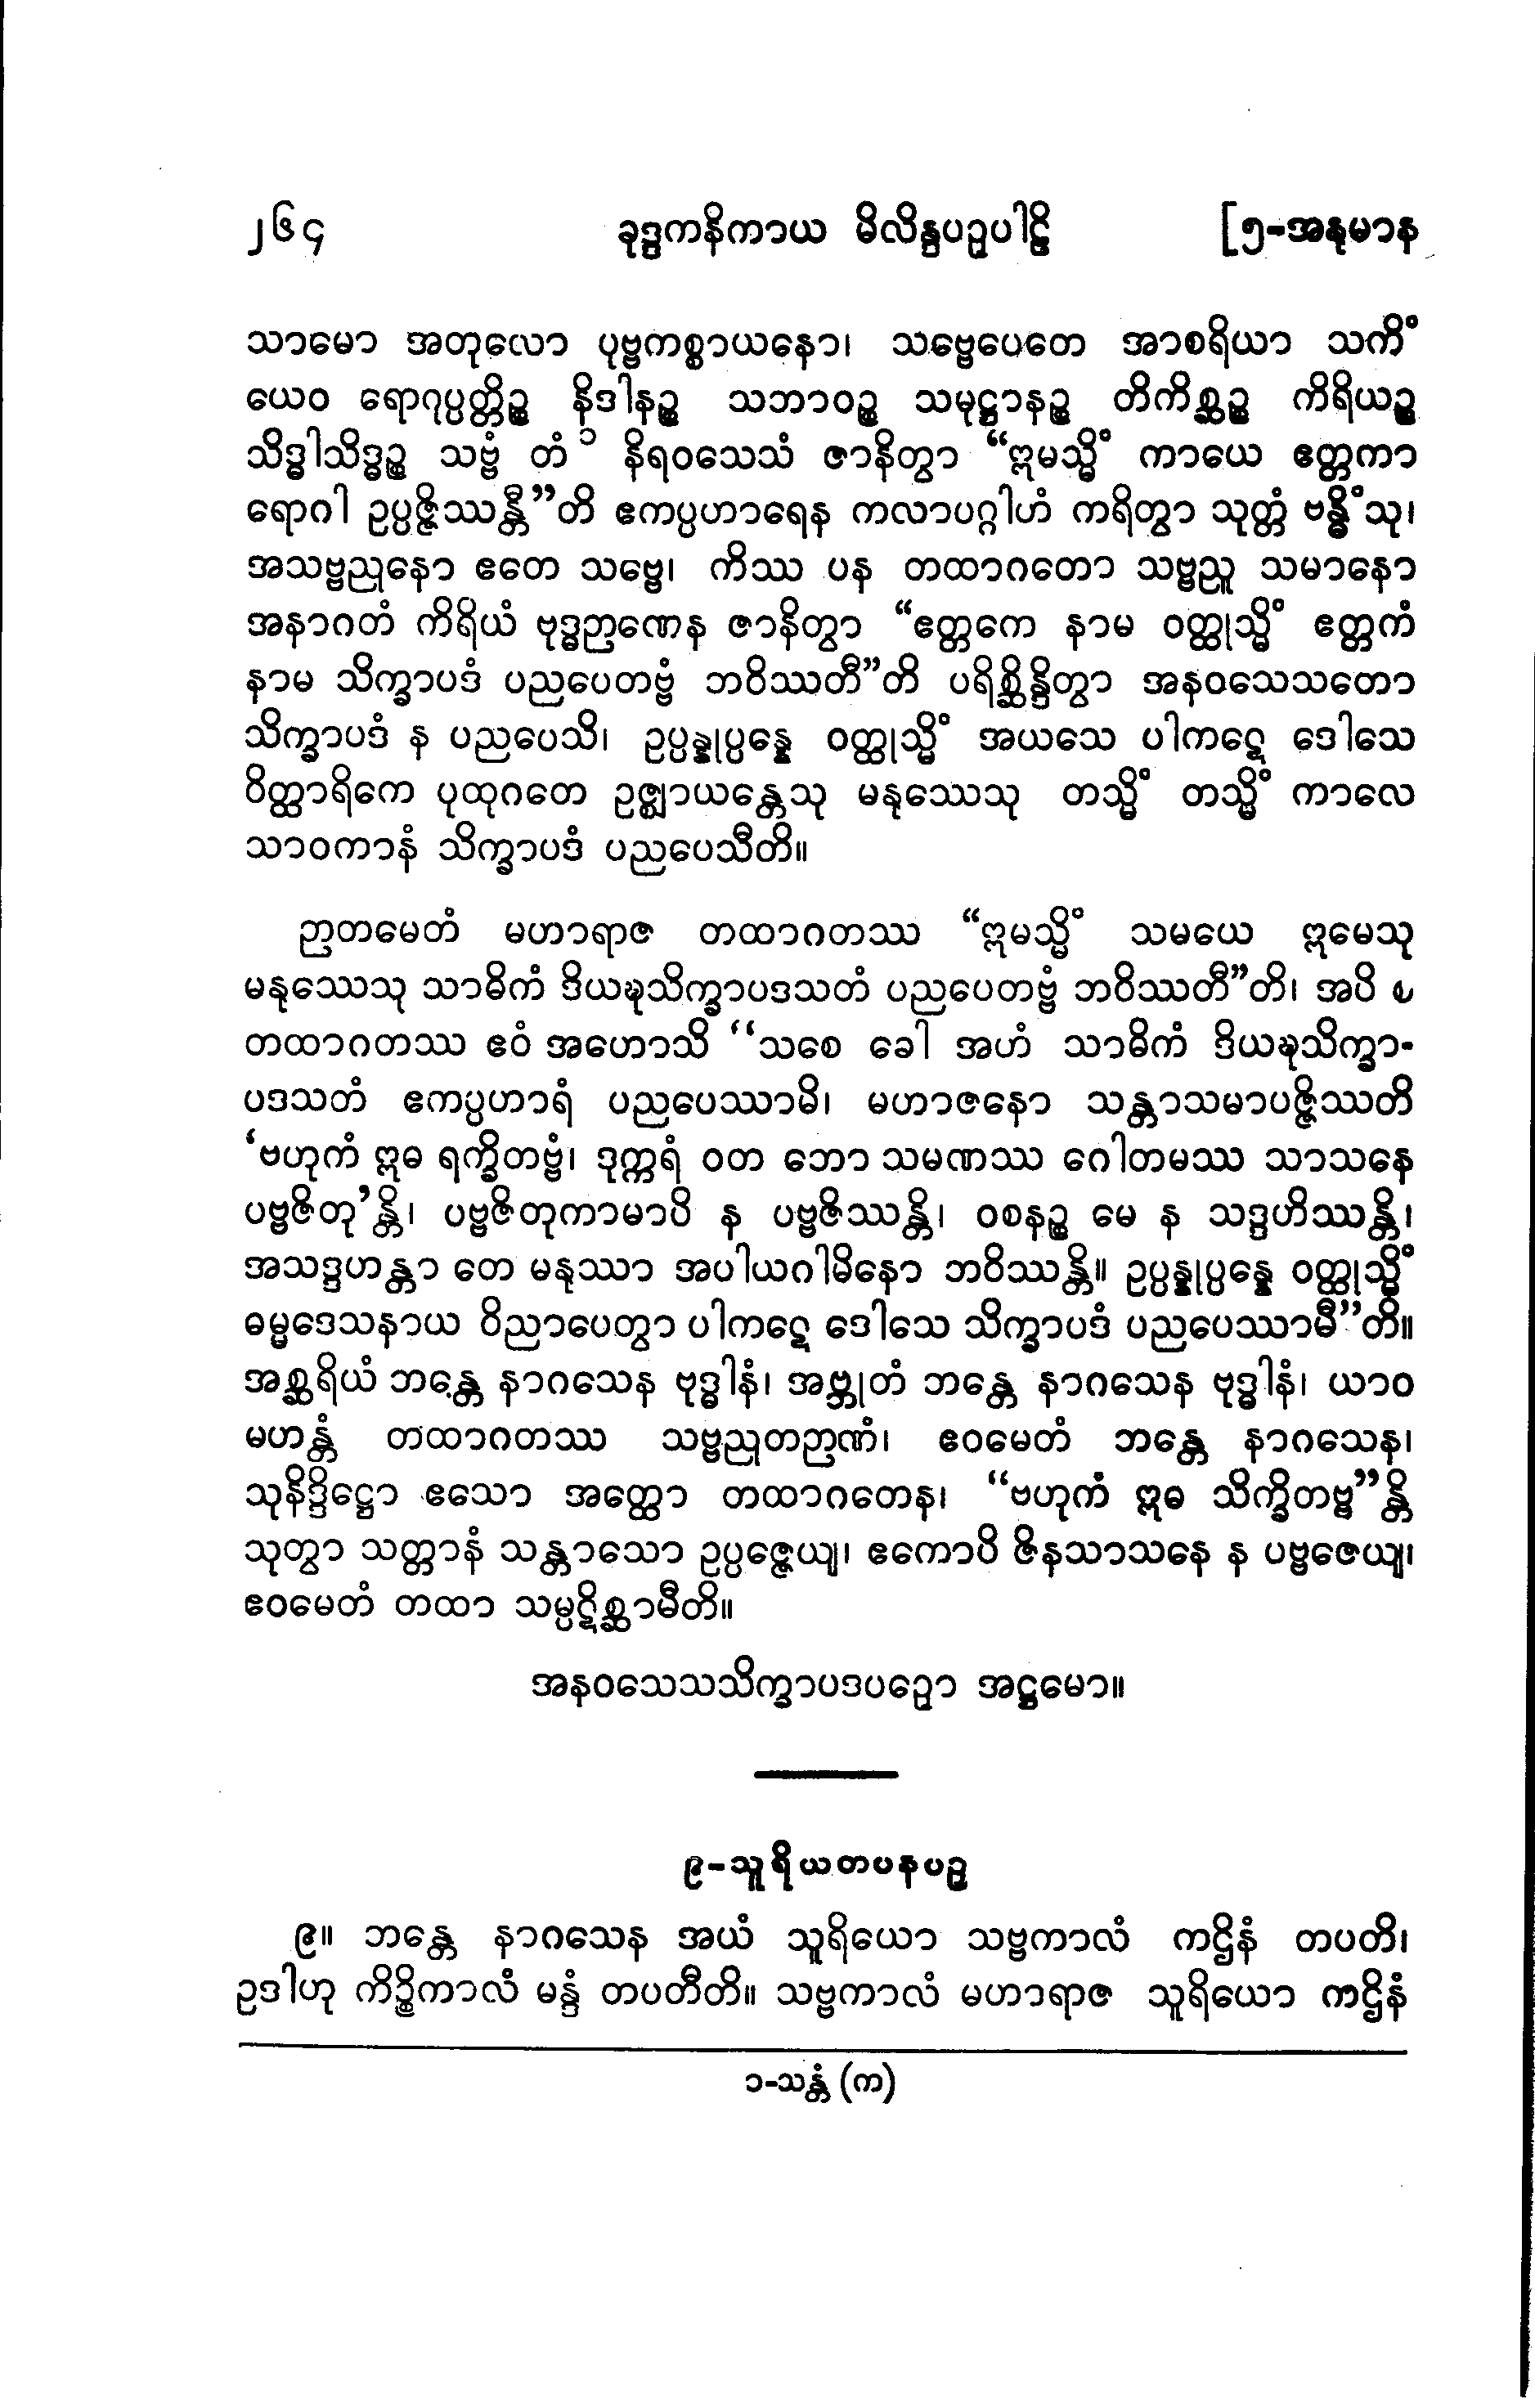 ၂၆၄ ခုဒ္ဒကနိကာယ မိလိန္ဒပဉှပါဠိ [၅-အနုမာန
သာမော အတုလော ပုဗ္ဗကစ္စာယနော၊ သဗ္ဗေပေတေ အာစရိယာ သကိံ
ယေဝ ရောဂုပ္ပတ္တိဉ္စ နိဒါနဉ္စ သဘာဝဉ္စ သမုဋ္ဌာနဉ္စ တိကိစ္ဆဉ္စ ကိရိယဉ္စ
သိဒ္ဓါသိဒ္ဓဉ္စ သဗ္ဗံ တံ ၁ နိရဝသေသံ ဇာနိတွာ “ဣမသ္မိံ ကာယေ ဧတ္တကာ
ရောဂါ ဥပ္ပဇ္ဇိဿန္တီ”တိ ဧကပ္ပဟာရေန ကလာပဂ္ဂါဟံ ကရိတွာ သုတ္တံ ဗန္ဓိံသု၊
အသဗ္ဗညုနော ဧတေ သဗ္ဗေ၊ ကိဿ ပန တထာဂတော သဗ္ဗညူ သမာနော
အနာဂတံ ကိရိယံ ဗုဒ္ဓဉာဏေန ဇာနိတွာ “ဧတ္တကေ နာမ ဝတ္ထုသ္မိံ ဧတ္တကံ
နာမ သိက္ခာပဒံ ပညပေတဗ္ဗံ ဘဝိဿတီ”တိ ပရိစ္ဆိန္ဒိတွာ အနဝသေသတော
သိက္ခာပဒံ န ပညပေသိ၊ ဥပ္ပန္နုပ္ပန္နေ ဝတ္ထုသ္မိံ အယသေ ပါကဋေ ဒေါသေ
ဝိတ္ထာရိကေ ပုထုဂတေ ဥဇ္ဈာယန္တေသု မနုဿေသု တသ္မိံ တသ္မိံ ကာလေ
သာဝကာနံ သိက္ခာပဒံ ပညပေသီတိ။
ဉာတမေတံ မဟာရာဇ တထာဂတဿ “ဣမသ္မိံ သမယေ ဣမေသု
မနုဿေသု သာဓိကံ ဒိယဍ္ဎသိက္ခာပဒသတံ ပညပေတဗ္ဗံ ဘဝိဿတီ”တိ၊ အပိ စ
တထာဂတဿ ဧဝံ အဟောသိ “သစေ ခေါ အဟံ သာဓိကံ ဒိယဍ္ဎသိက္ခာ-
ပဒသတံ ဧကပ္ပဟာရံ ပညပေဿာမိ၊ မဟာဇနော သန္တာသမာပဇ္ဇိဿတိ
‘ဗဟုကံ ဣဓ ရက္ခိတဗ္ဗံ၊ ဒုက္ကရံ ဝတ ဘော သမဏဿ ဂေါတမဿ သာသနေ
ပဗ္ဗဇိတု’န္တိ၊ ပဗ္ဗဇိတုကာမာပိ န ပဗ္ဗဇိဿန္တိ၊ ဝစနဉ္စ မေ န သဒ္ဒဟိဿန္တိ၊
အသဒ္ဒဟန္တာ တေ မနုဿာ အပါယဂါမိနော ဘဝိဿန္တိ။ ဥပ္ပန္နုပ္ပန္နေ ဝတ္ထုသ္မိံ
ဓမ္မဒေသနာယ ဝိညာပေတွာ ပါကဋေ ဒေါသေ သိက္ခာပဒံ ပညပေဿာမီ”တိ။
အစ္ဆရိယံ ဘန္တေ နာဂသေန ဗုဒ္ဓါနံ၊ အဗ္ဘုတံ ဘန္တေ နာဂသေန ဗုဒ္ဓါနံ၊ ယာဝ
မဟန္တံ တထာဂတဿ သဗ္ဗညုတဉာဏံ၊ ဧဝမေတံ ဘန္တေ နာဂသေန၊
သုနိဒ္ဒိဋ္ဌော ဧသော အတ္ထော တထာဂတေန၊ “ဗဟုကံ ဣဓ သိက္ခိတဗ္ဗ”န္တိ
သုတွာ သတ္တာနံ သန္တာသော ဥပ္ပဇ္ဇေယျ၊ ဧကောပိ ဇိနသာသနေ န ပဗ္ဗဇေယျ၊
ဧဝမေတံ တထာ သမ္ပဋိစ္ဆာမီတိ။
အနဝသေသသိက္ခာပဒပဉှော အဋ္ဌမော။
၉-သူရိယတပနပဉှ
၉။ ဘန္တေ နာဂသေန အယံ သူရိယော သဗ္ဗကာလံ ကဌိနံ တပတိ၊
ဥဒါဟု ကိဉ္စိကာလံ မန္ဒံ တပတီတိ။ သဗ္ဗကာလံ မဟာရာဇ သူရိယော ကဌိနံ
၁-သန္တံ (က)